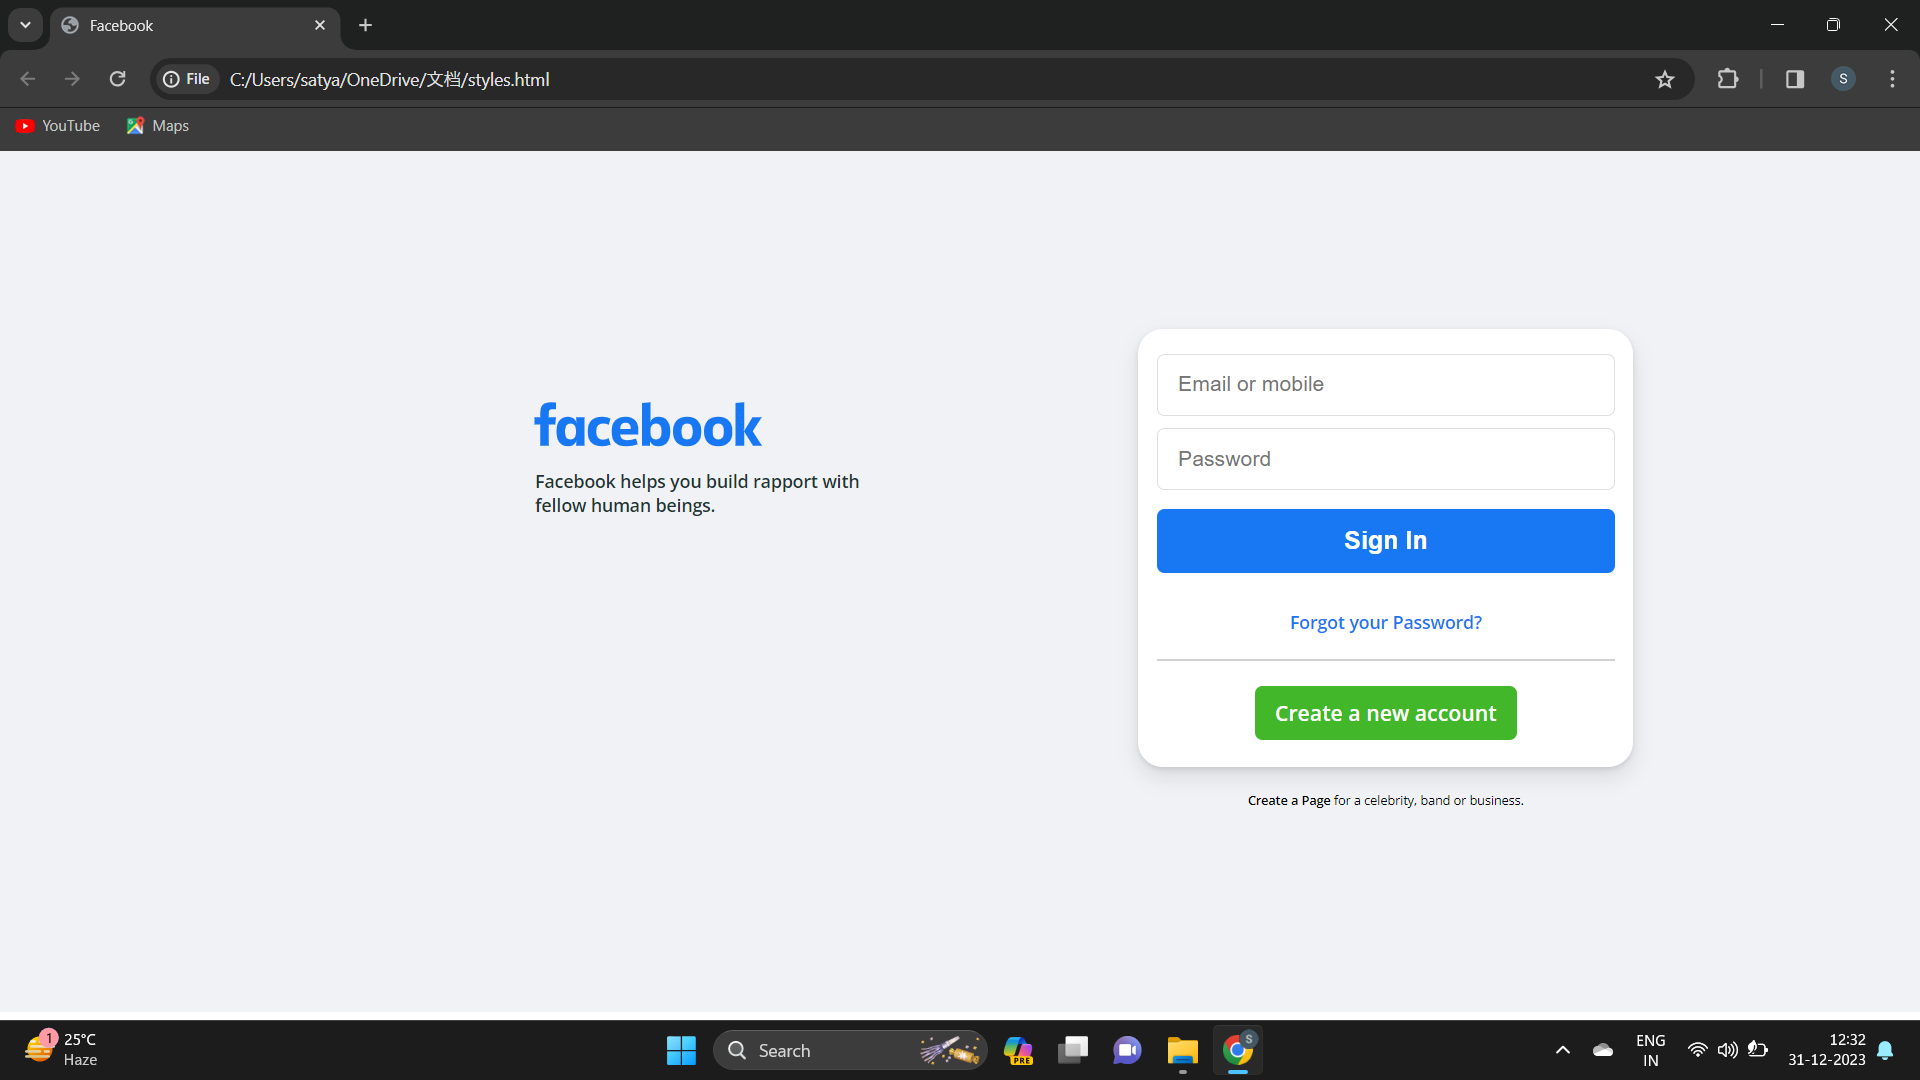 Facebook
File C:/Users/satya/OneDrive/文档/styles.html
S
YouTube Maps
facebook
Facebook helps you build rapport with
fellow human beings.
Email or mobile
Password
Sign In
Forgot your Password?
Create a new account
Create a Page for a celebrity, band or business.
1
25°C
Haze
Search
PRE
S
ENG
IN
12:32
31-12-2023